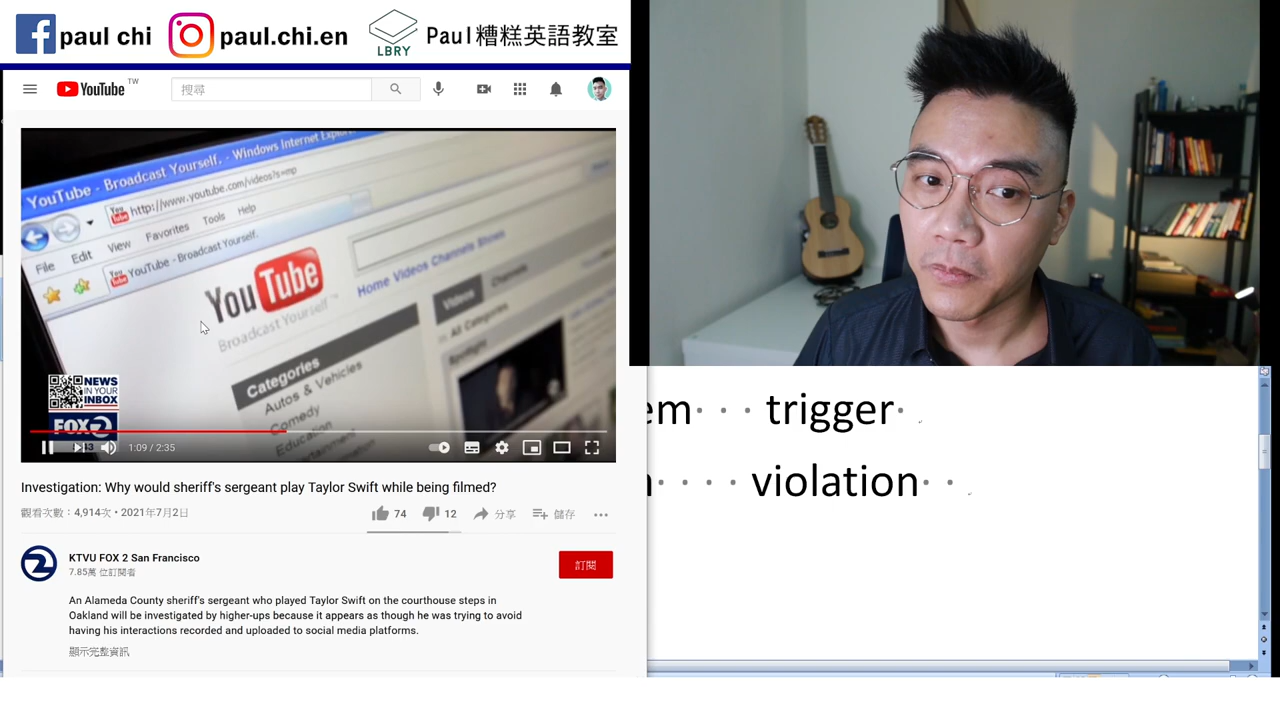 paul chi
paul.chi.en
LBRY
Paul糟糕英語教室
YouTube TW
搜尋
YouTube - Broadcast Yourself. - Windows Internet Explo
http://www.youtube.com/videos?s=mp
File Edit View Favorites Tools Help
YouTube - Broadcast Yourself.
YouTube
Broadcast Yourself™
Home Videos Channels Shows
Videos
Channels
All Categories
Spotlight
Categories
Autos & Vehicles
Comedy
Education
NEWS
IN YOUR
INBOX
FOX 2
1:09 / 2:35
Investigation: Why would sheriff's sergeant play Taylor Swift while being filmed?
觀看次數：4,914次 • 2021年7月2日
74
12
分享
儲存
KTVU FOX 2 San Francisco
7.85萬 位訂閱者
訂閱
An Alameda County sheriff's sergeant who played Taylor Swift on the courthouse steps in
Oakland will be investigated by higher-ups because it appears as though he was trying to avoid
having his interactions recorded and uploaded to social media platforms.
顯示完整資訊
em trigger
violation